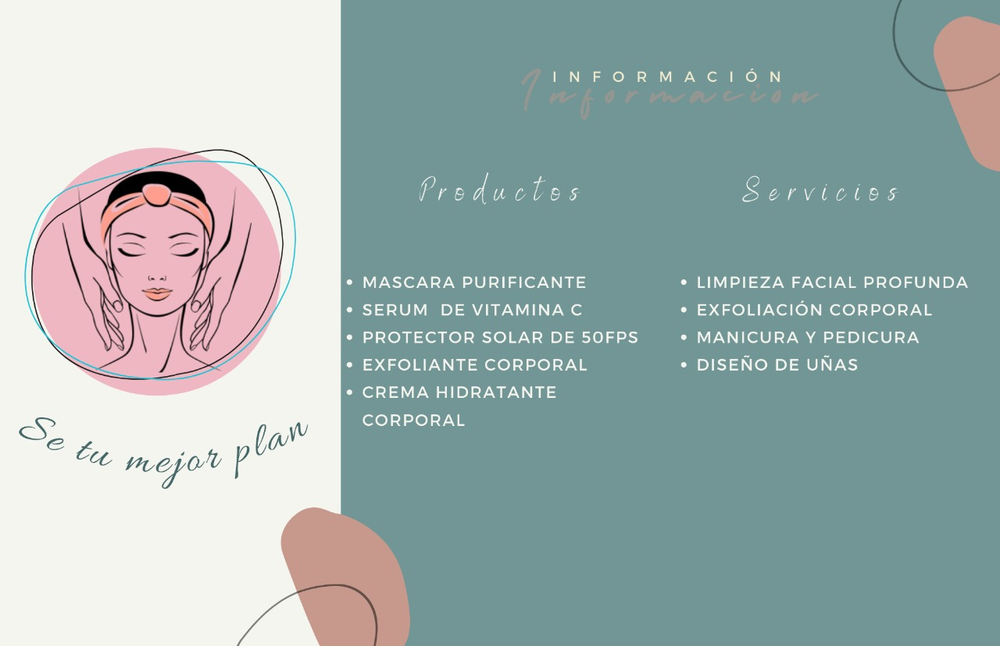 INFORMACIÓN
Informacion
Productos
Servicios
• MASCARA PURIFICANTE
• SERUM  DE VITAMINA C
• PROTECTOR SOLAR DE 50FPS
• EXFOLIANTE CORPORAL
• CREMA HIDRATANTE
CORPORAL
• LIMPIEZA FACIAL PROFUNDA
• EXFOLIACIÓN CORPORAL
• MANICURA Y PEDICURA
• DISEÑO DE UÑAS
Se tu mejor plan